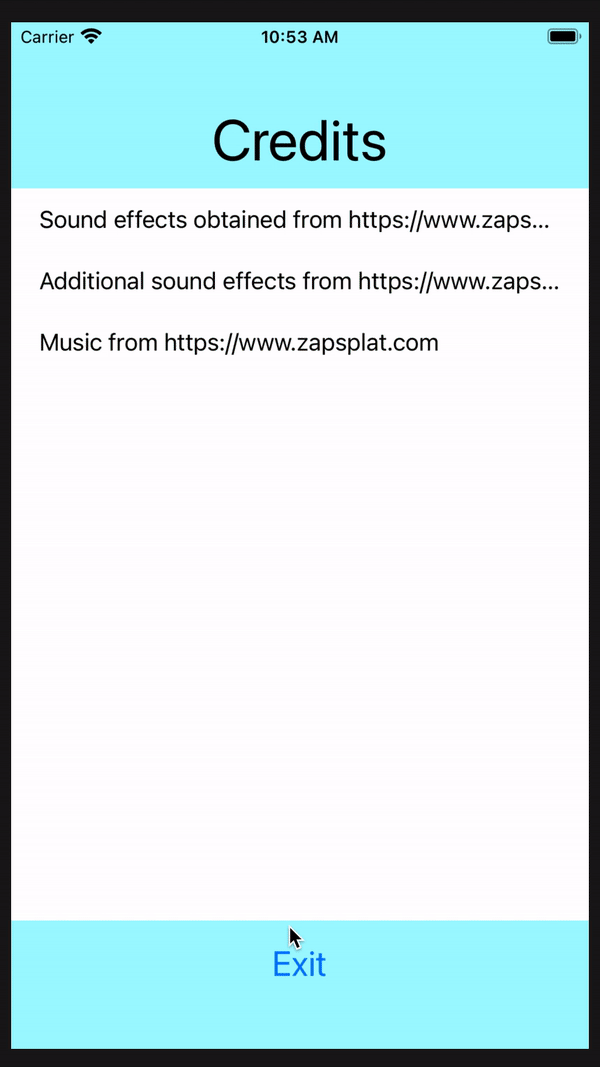 Carrier 10:53 AM
Credits
Sound effects obtained from https://www.zaps...
Additional sound effects from https://www.zaps...
Music from https://www.zapsplat.com
Exit